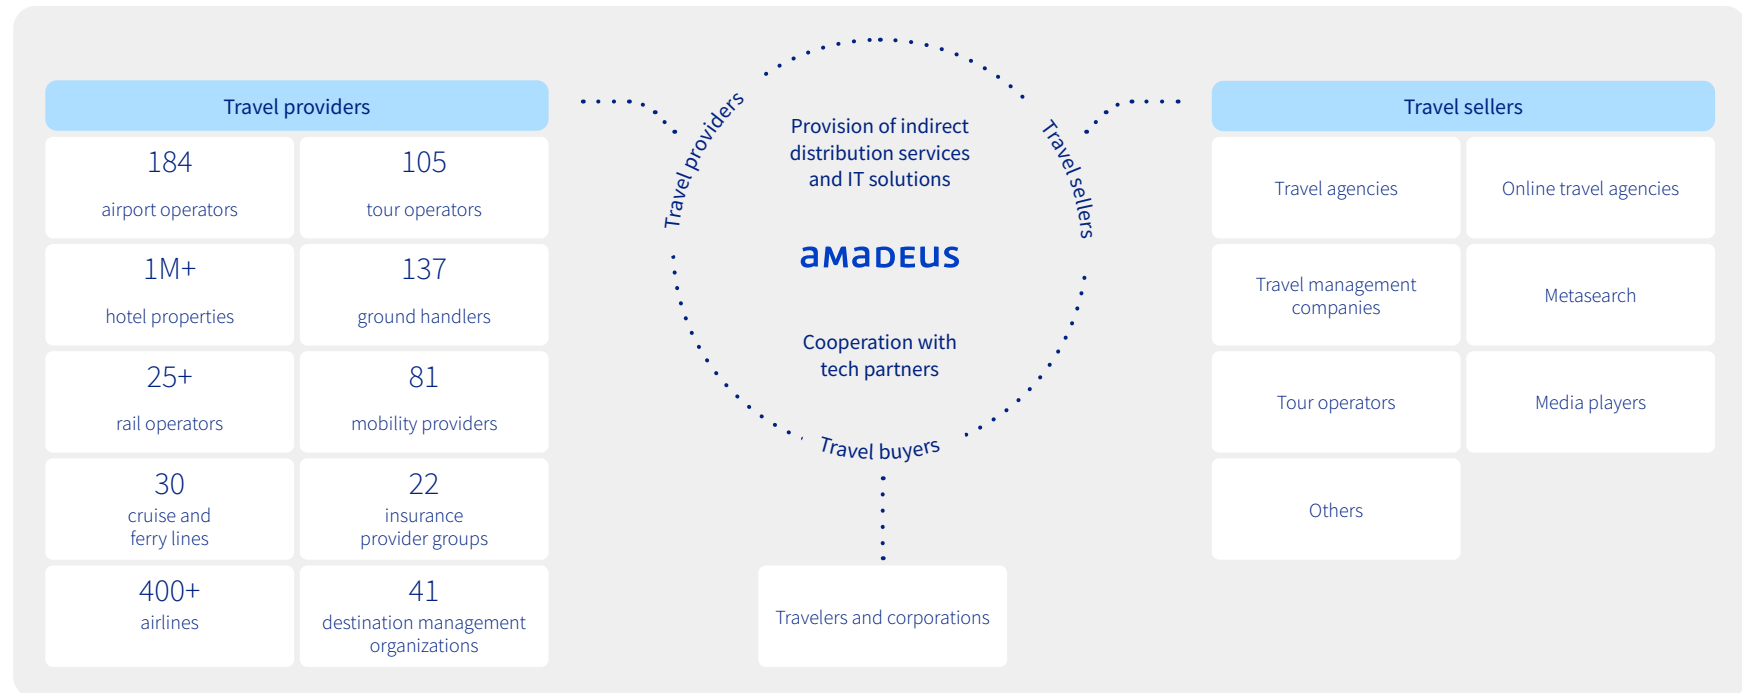 Travel providers
184
airport operators
105
tour operators
1M+
hotel properties
137
ground handlers
25+
rail operators
81
mobility providers
30
cruise and
ferry lines
22
insurance
provider groups
400+
airlines
41
destination management
organizations
Travel providers
Travel sellers
Travel buyers
Provision of indirect
distribution services
and IT solutions
aMaDEUS
Cooperation with
tech partners
Travelers and corporations
Travel sellers
Travel agencies
Online travel agencies
Travel management
companies
Metasearch
Tour operators
Media players
Others